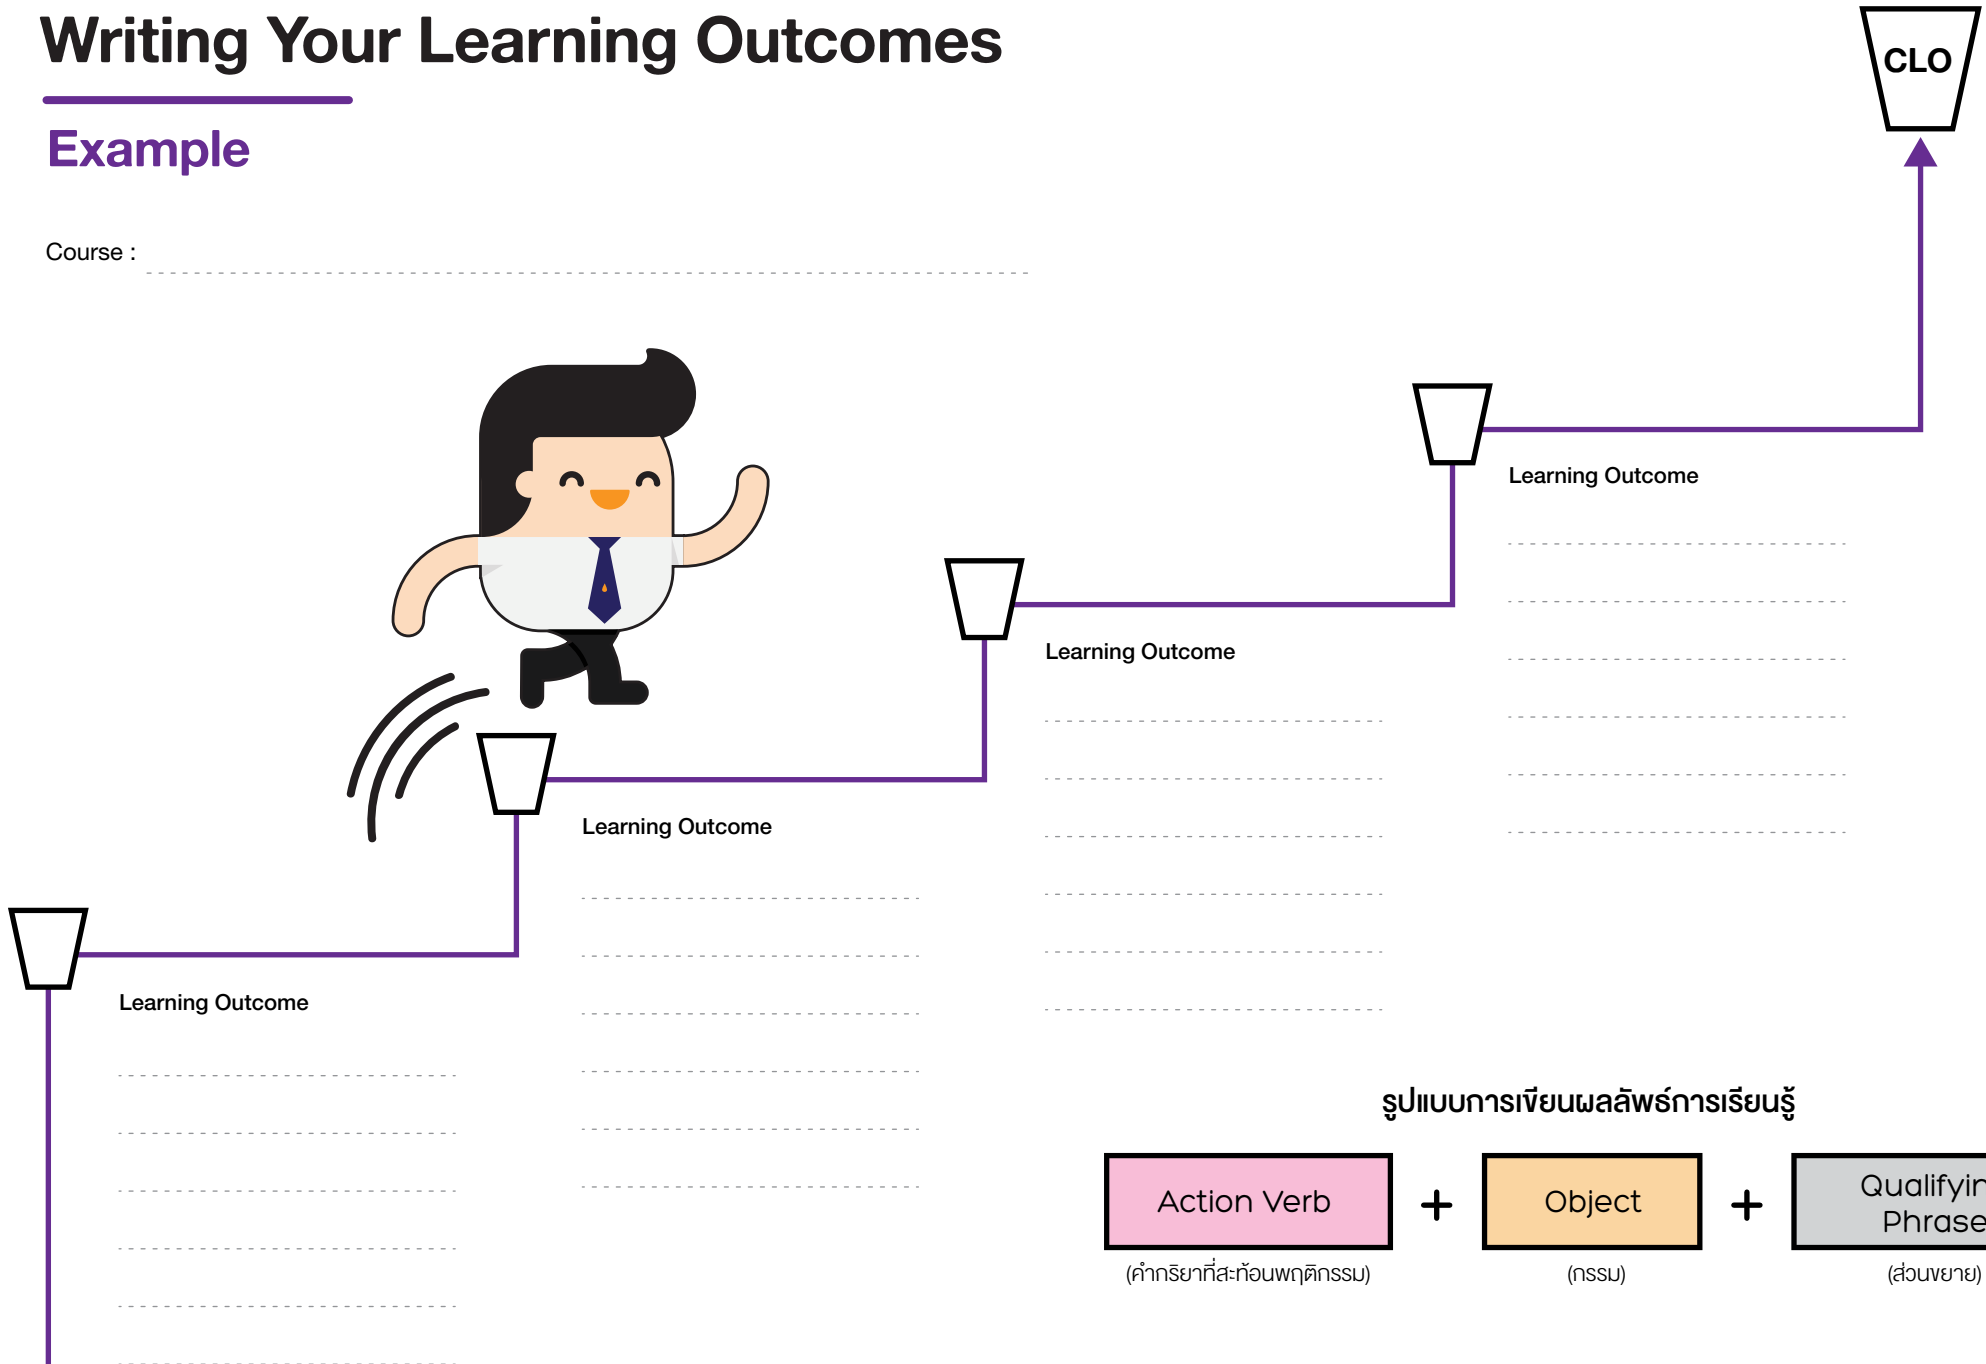 Writing Your Learning Outcomes
CLO
Example
Course :
Learning Outcome
Learning Outcome
Learning Outcome
Learning Outcome
รูปแบบการเขียนผลลัพธ์การเรียนรู้
Action Verb + Object + Qualifyin
Phrase
(คำกริยาที่สะท้อนพฤติกรรม) (กรรม) (ส่วนขยาย)